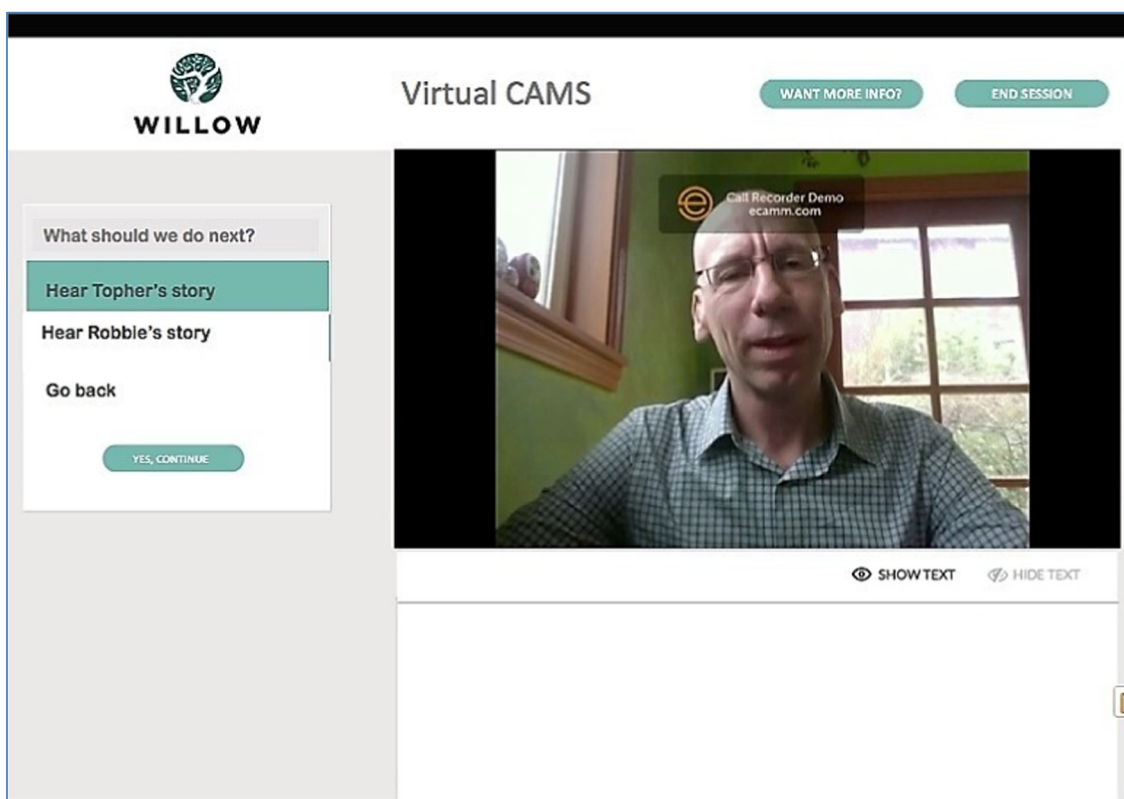 WILLOW
Virtual CAMS
WANT MORE INFO?
END SESSION
What should we do next?
Hear Topher's story
Hear Robbie's story
Go back
YES, CONTINUE
Call Recorder Demo
ecamm.com
SHOW TEXT
HIDE TEXT